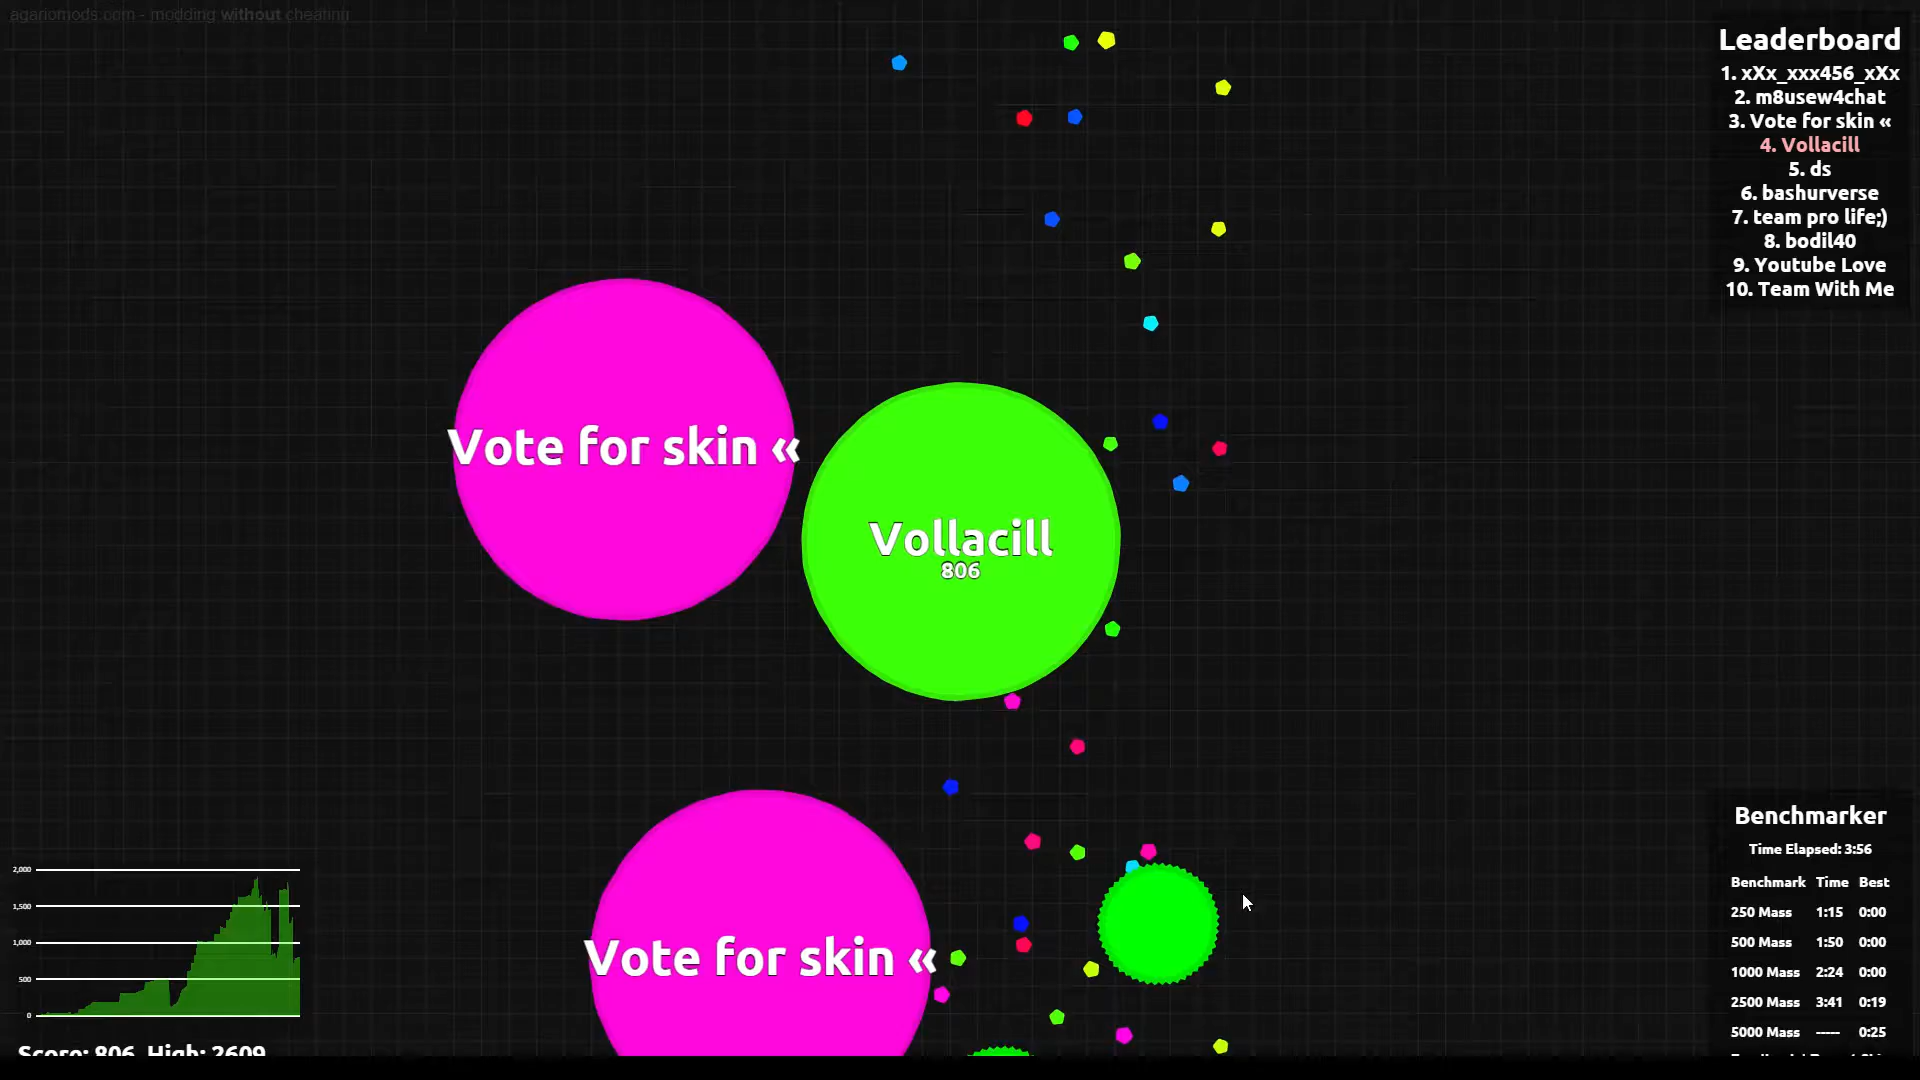 agariomods.com - modding without cheating
Leaderboard
1. xXx_xxx456_xXx
2. m8usew4chat
3. Vote for skin «
4. Vollacill
5. ds
6. bashurverse
7. team pro life;)
8. bodil40
9. Youtube Love
10. Team With Me
Vote for skin «
Vollacill
806
Vote for skin «
Benchmarker
Time Elapsed: 3:56
Benchmark Time Best
250 Mass 1:15 0:00
500 Mass 1:50 0:00
1000 Mass 2:24 0:00
2500 Mass 3:41 0:19
5000 Mass ----- 0:25
2,000
1,500
1,000
500
0
Score: 806 High: 2609